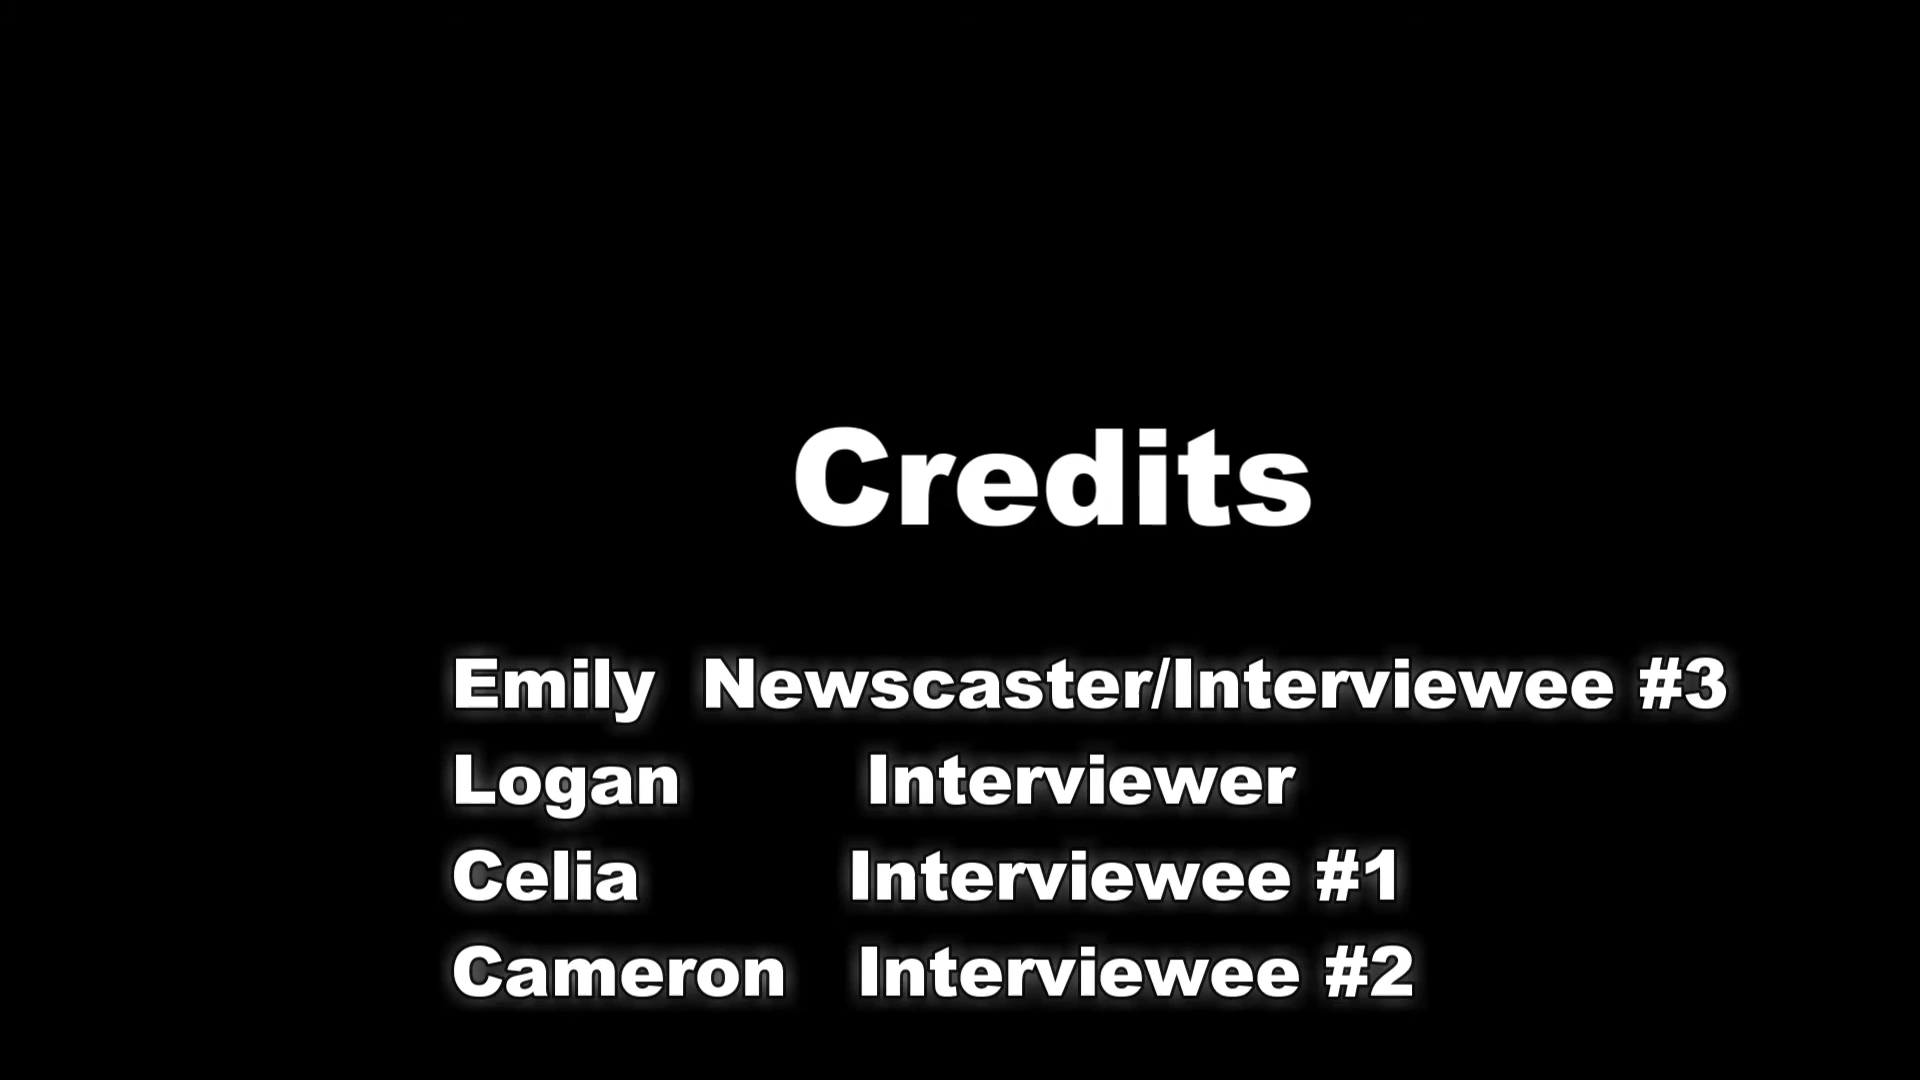 Credits
Emily Newscaster/Interviewee #3
Logan Interviewer
Celia Interviewee #1
Cameron Interviewee #2